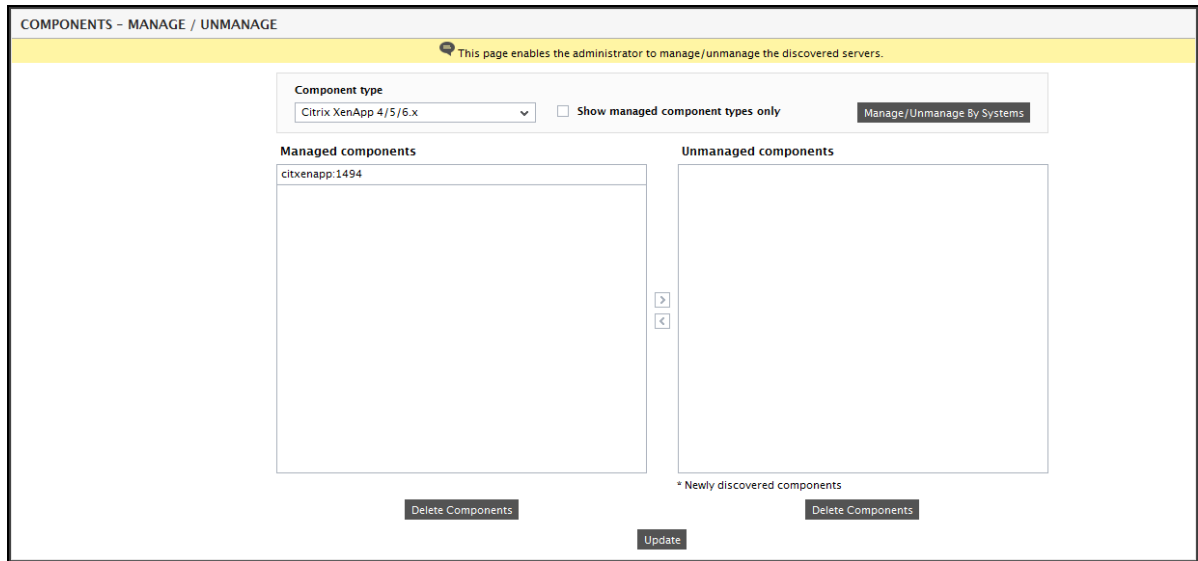 COMPONENTS - MANAGE / UNMANAGE
This page enables the administrator to manage/unmanage the discovered servers.
Component type
Citrix XenApp 4/5/6.x
Show managed component types only
Manage/Unmanage By Systems
Managed components
Unmanaged components
citxenapp:1494
>
<
* Newly discovered components
Delete Components
Delete Components
Update